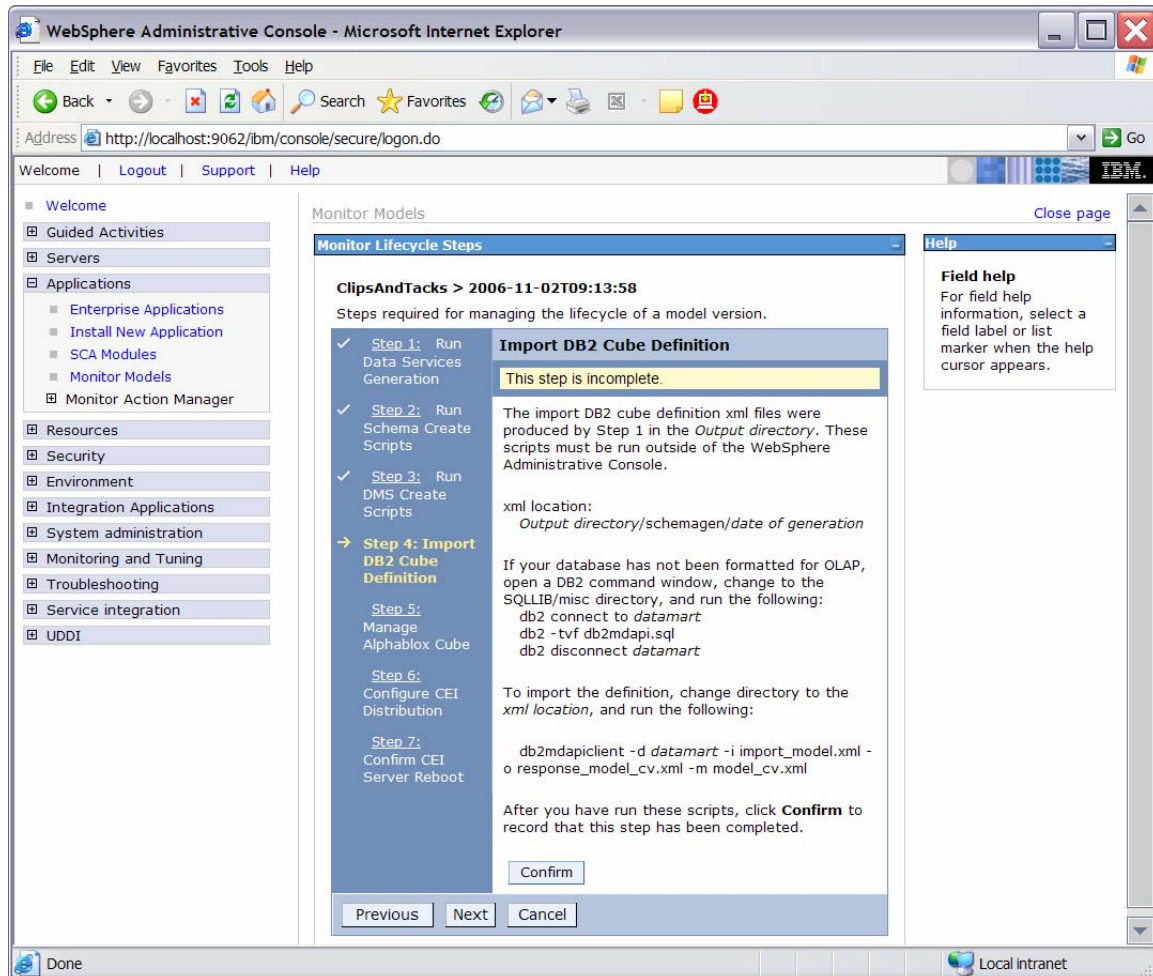 WebSphere Administrative Console - Microsoft Internet Explorer
File Edit View Favorites Tools Help
Back Search Favorites
Address http://localhost:9062/ibm/console/secure/logon.do Go
Welcome | Logout | Support | Help IBM.
Welcome
Guided Activities
Servers
Applications
Enterprise Applications
Install New Application
SCA Modules
Monitor Models
Monitor Action Manager
Resources
Security
Environment
Integration Applications
System administration
Monitoring and Tuning
Troubleshooting
Service integration
UDDI
Monitor Models Close page
Monitor Lifecycle Steps
ClipsAndTacks > 2006-11-02T09:13:58
Steps required for managing the lifecycle of a model version.
Step 1: Run
Data Services
Generation
Step 2: Run
Schema Create
Scripts
Step 3: Run
DMS Create
Scripts
Step 4: Import
DB2 Cube
Definition
Step 5:
Manage
Alphablox Cube
Step 6:
Configure CEI
Distribution
Step 7:
Confirm CEI
Server Reboot
Import DB2 Cube Definition
This step is incomplete.
The import DB2 cube definition xml files were
produced by Step 1 in the Output directory. These
scripts must be run outside of the WebSphere
Administrative Console.
xml location:
Output directory/schemagen/date of generation
If your database has not been formatted for OLAP,
open a DB2 command window, change to the
SQLLIB/misc directory, and run the following:
db2 connect to datamart
db2 -tvf db2mdapi.sql
db2 disconnect datamart
To import the definition, change directory to the
xml location, and run the following:
db2mdapiclient -d datamart -i import_model.xml -
o response_model_cv.xml -m model_cv.xml
After you have run these scripts, click Confirm to
record that this step has been completed.
Confirm
Previous Next Cancel
Help
Field help
For field help
information, select a
field label or list
marker when the help
cursor appears.
Done Local intranet